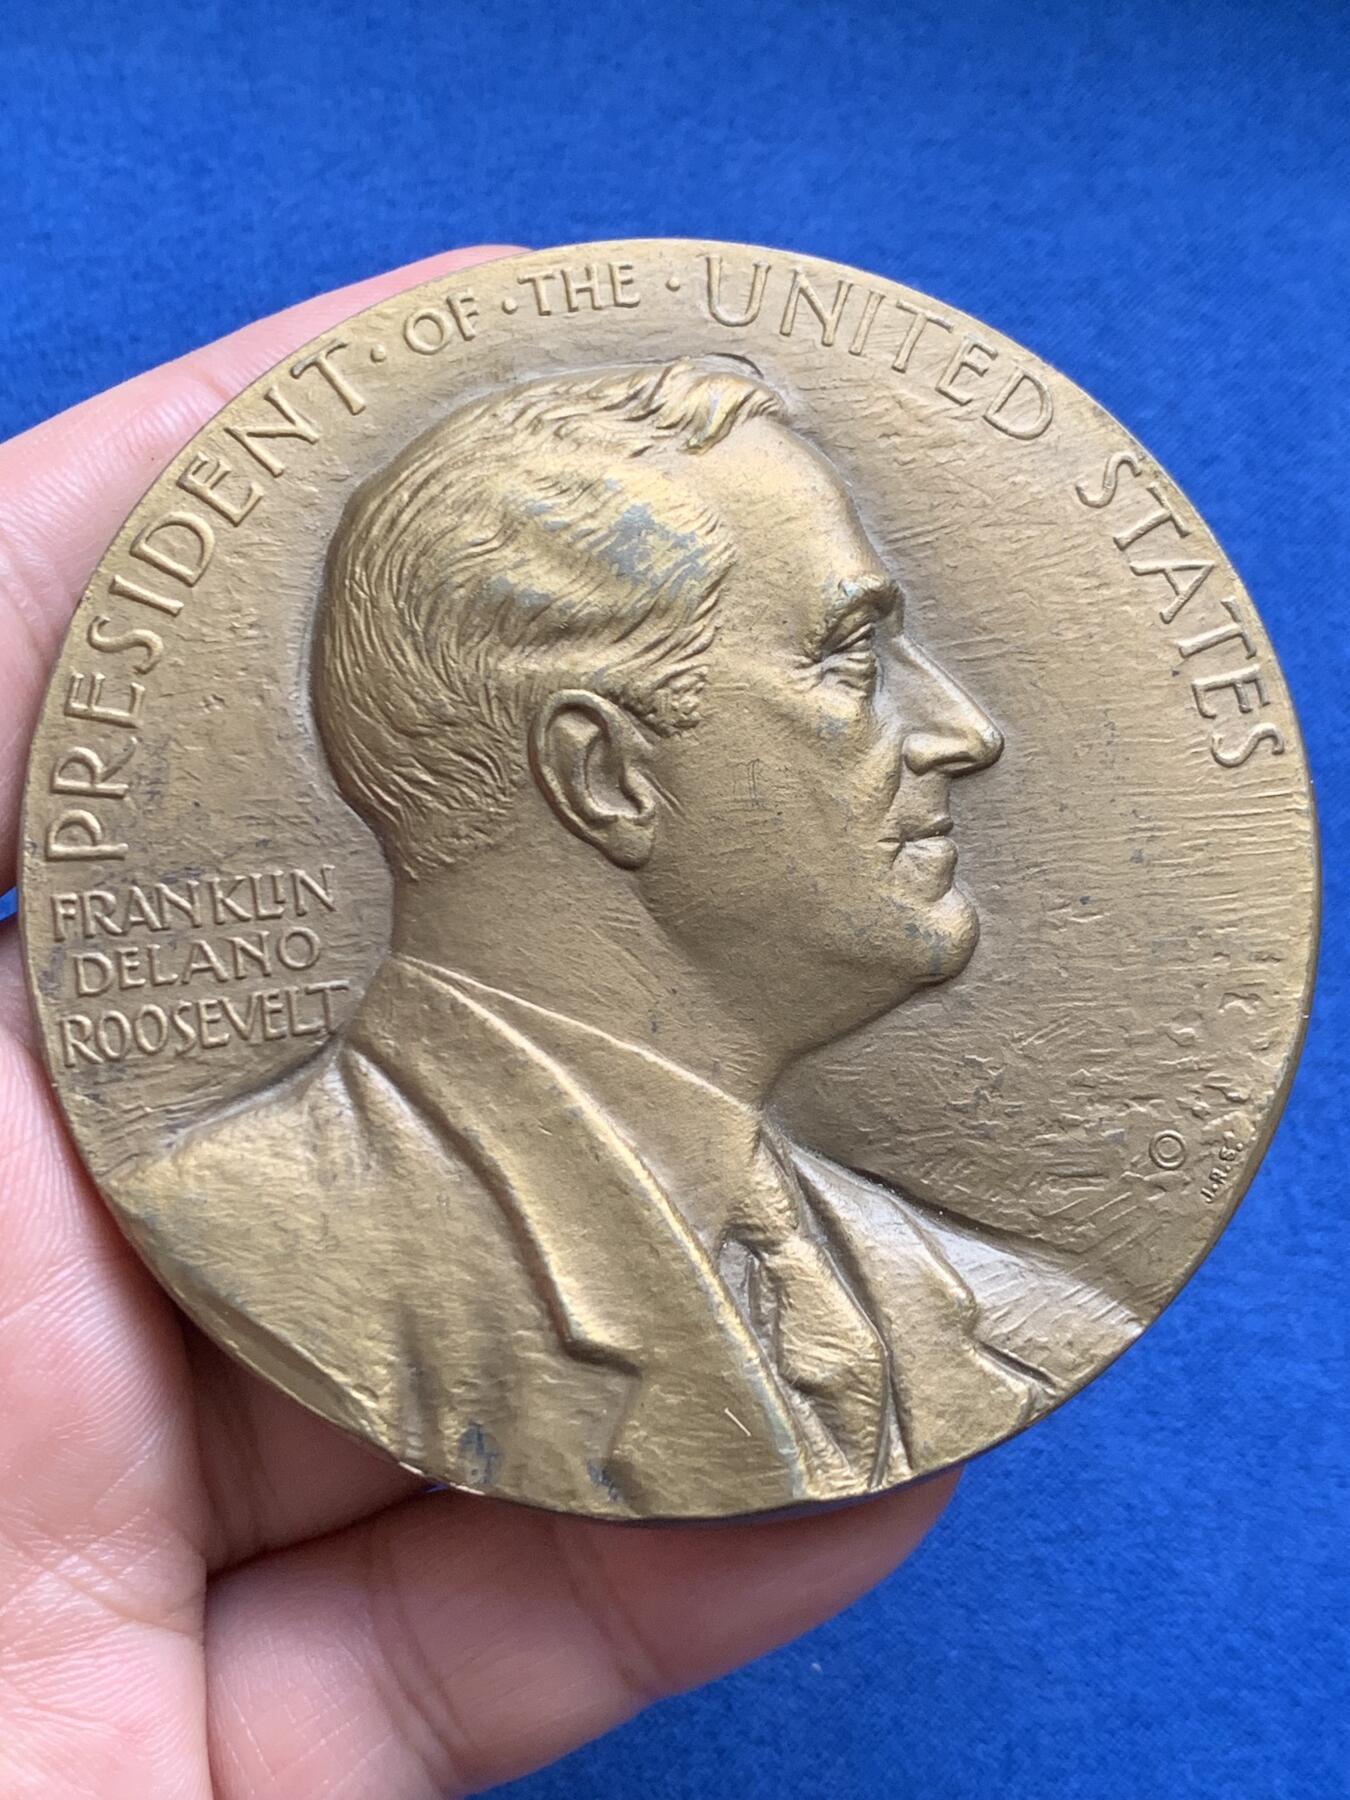 PRESIDENT · OF · THE · UNITED STATES
FRANKLIN
DELANO
ROOSEVELT
©
J.R.S.